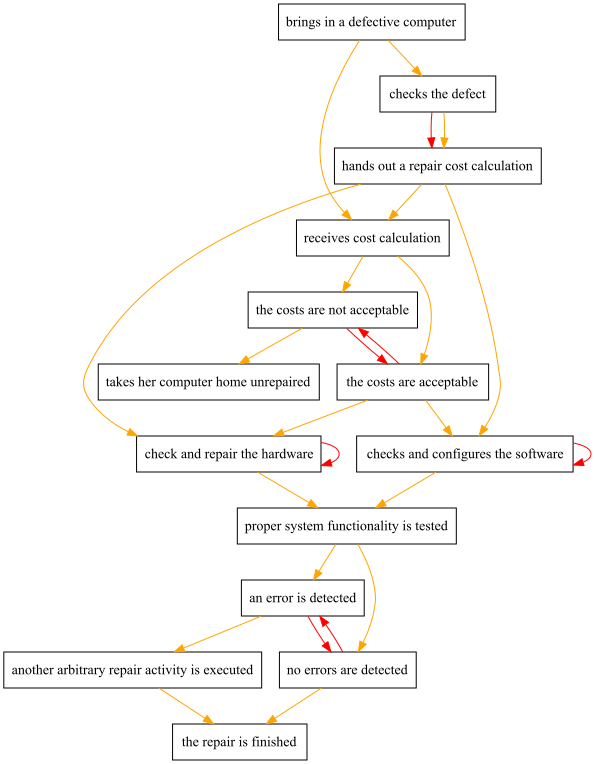 brings in a defective computer
checks the defect
hands out a repair cost calculation
receives cost calculation
the costs are not acceptable
takes her computer home unrepaired
the costs are acceptable
check and repair the hardware
checks and configures the software
proper system functionality is tested
an error is detected
another arbitrary repair activity is executed
no errors are detected
the repair is finished